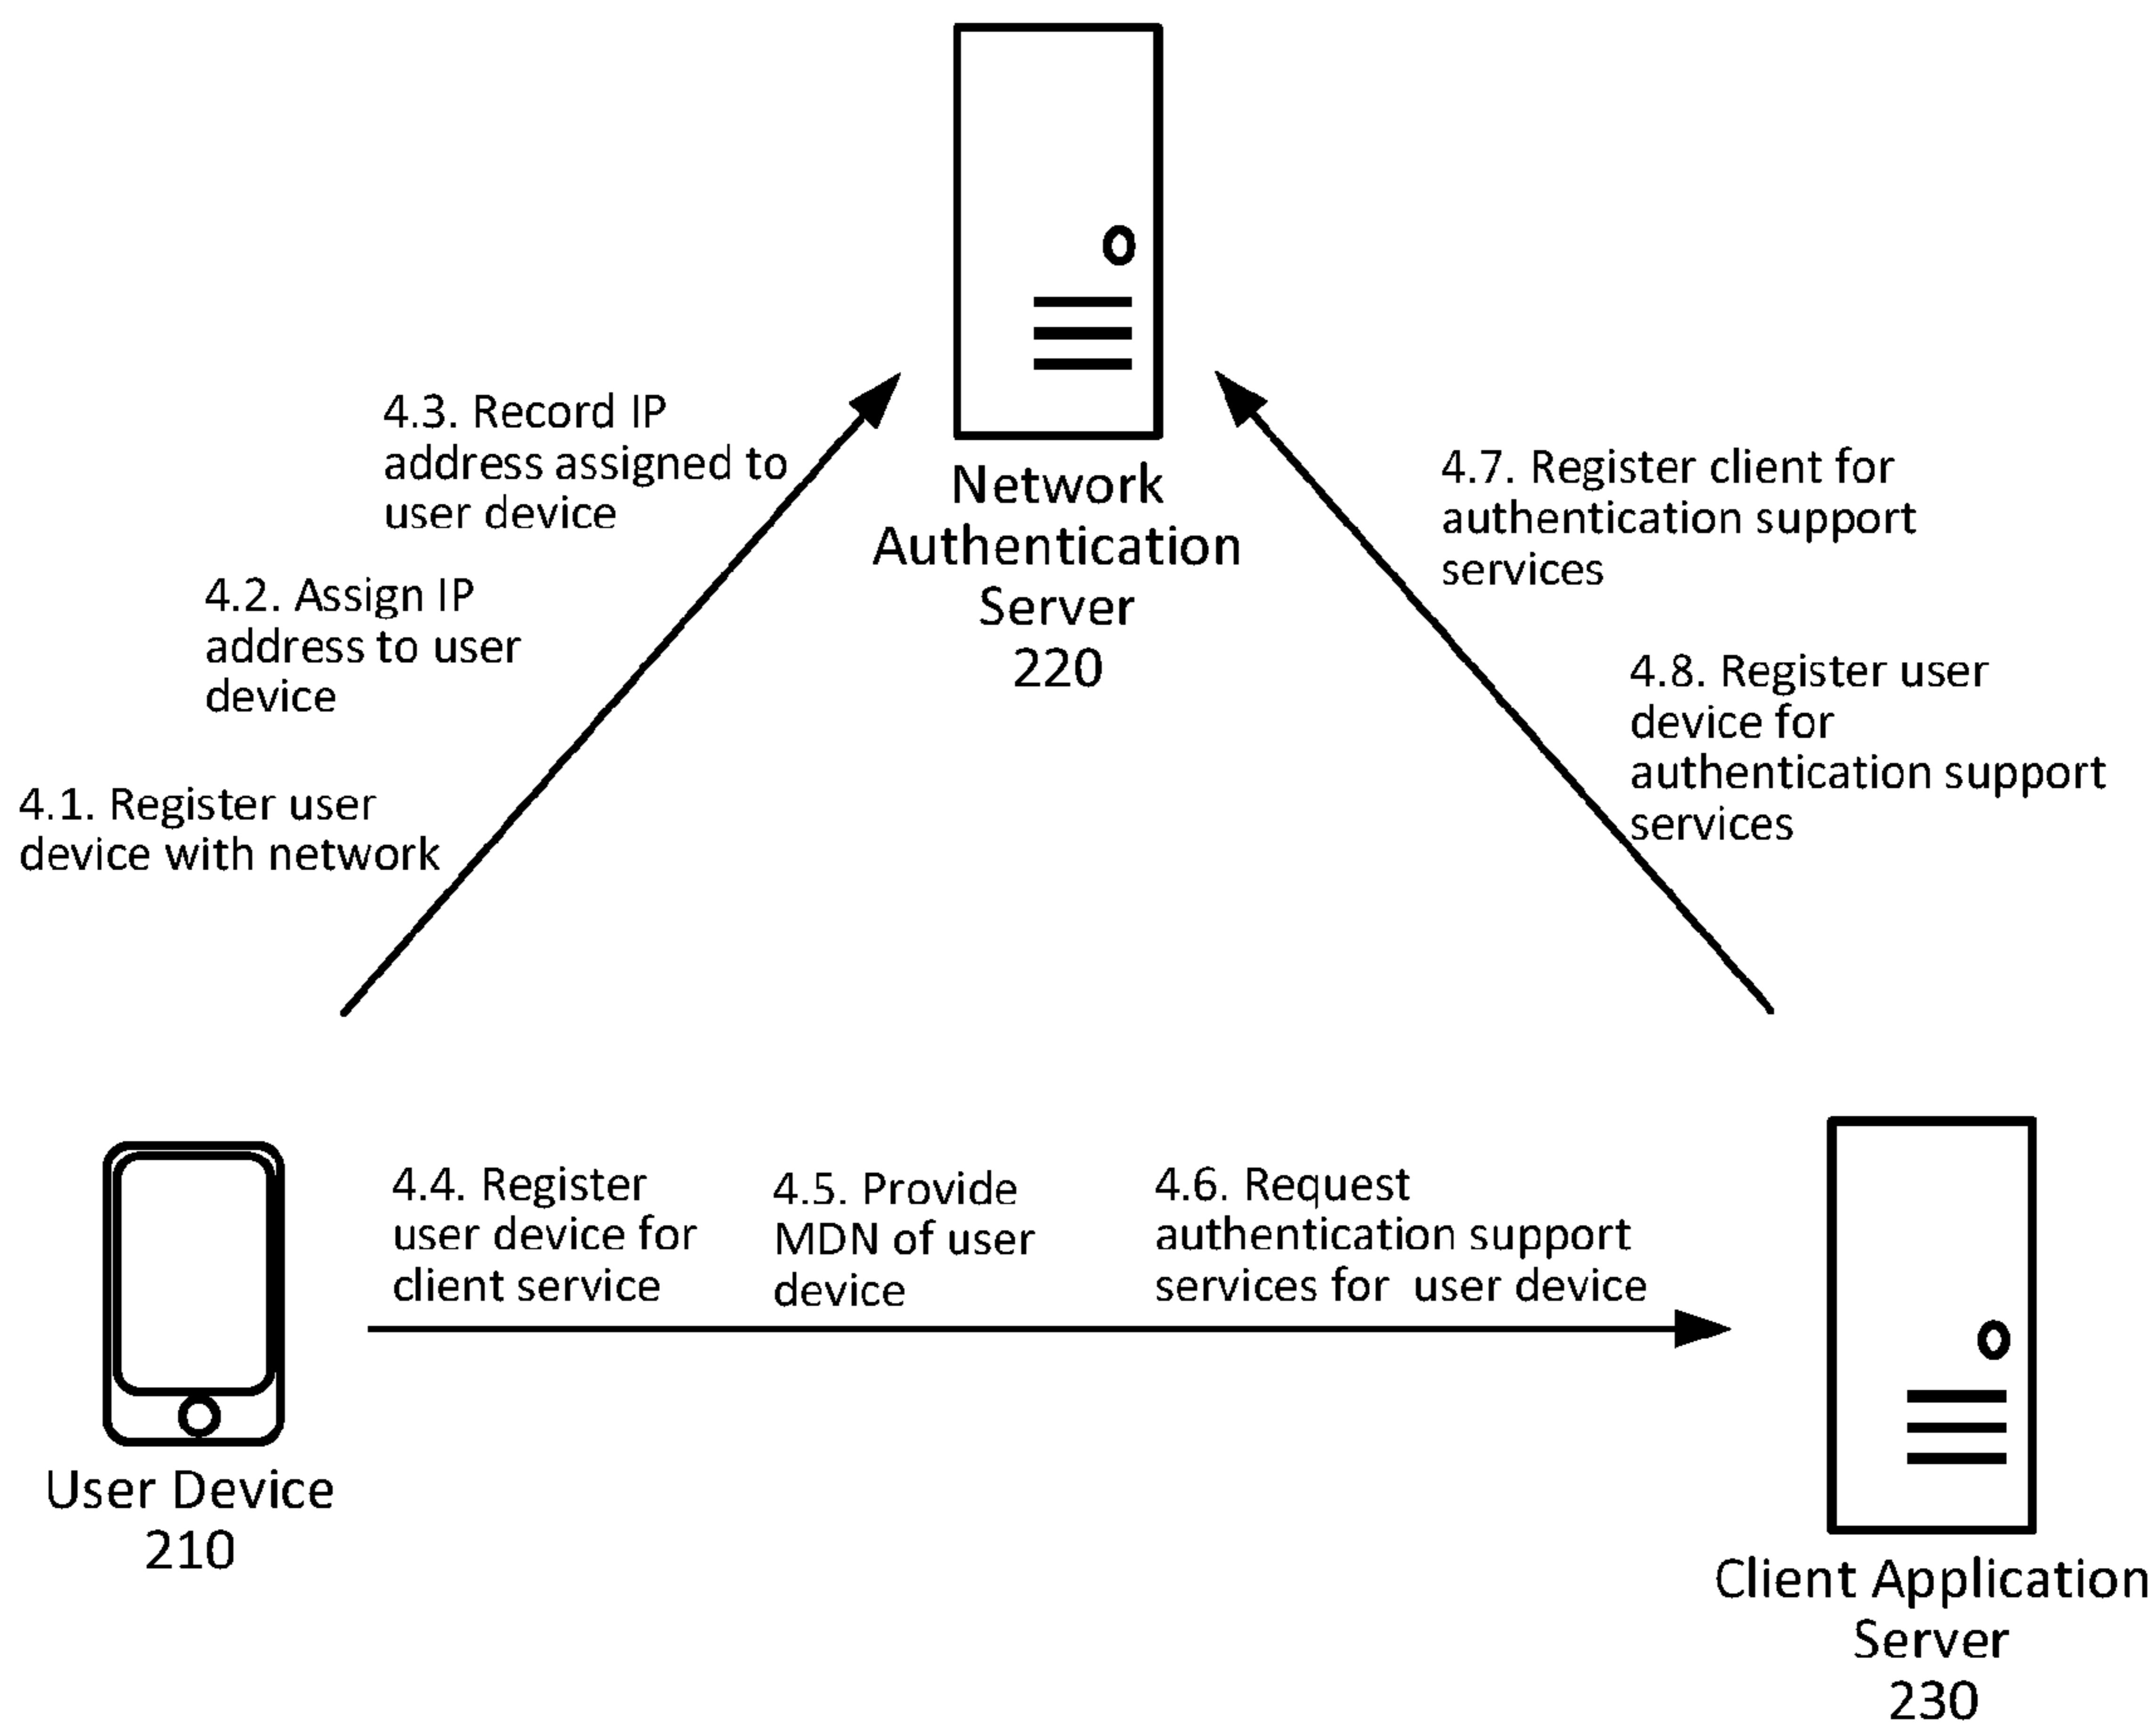 4.3. Record IP
address assigned to
user device
4.2. Assign IP
address to user
device
4.1. Register user
device with network
Network
Authentication
Server
220
4.7. Register client for
authentication support
services
4.8. Register user
device for
authentication support
services
4.4. Register
user device for
client service
4.5. Provide
MDN of user
device
4.6. Request
authentication support
services for user device
User Device
210
Client Application
Server
230